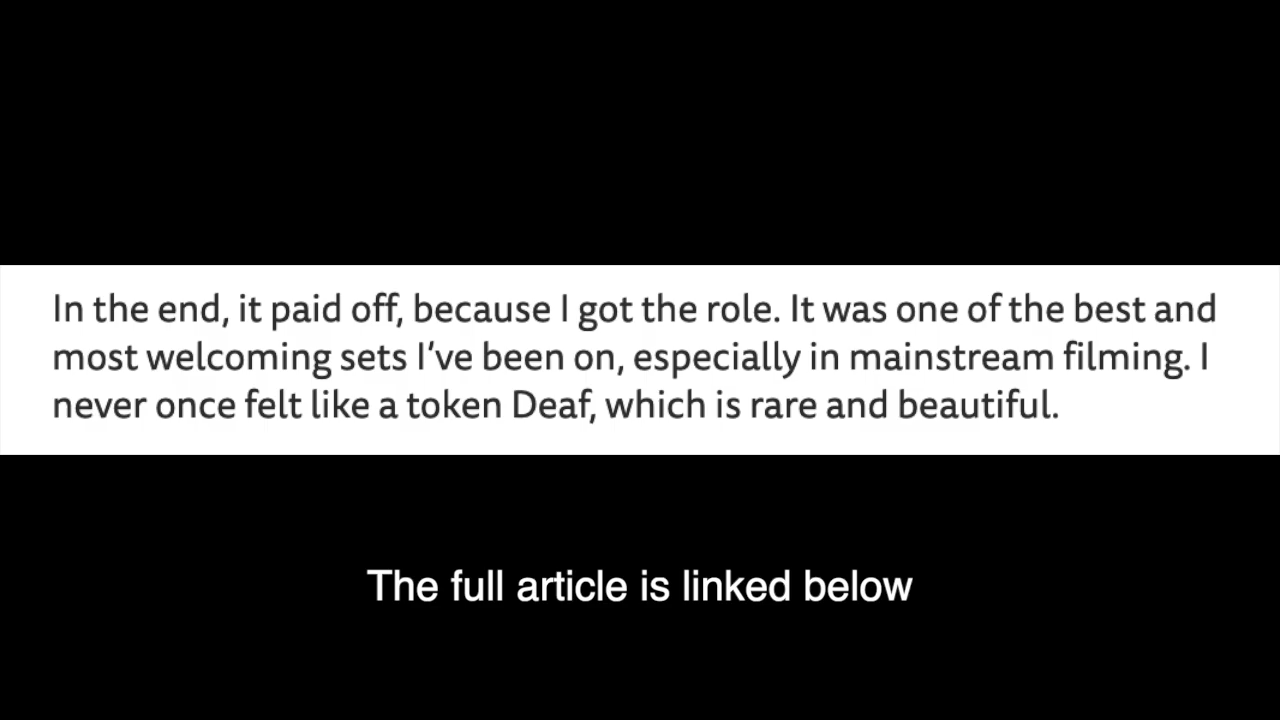 In the end, it paid off, because I got the role. It was one of the best and
most welcoming sets I've been on, especially in mainstream filming. I
never once felt like a token Deaf, which is rare and beautiful.
The full article is linked below